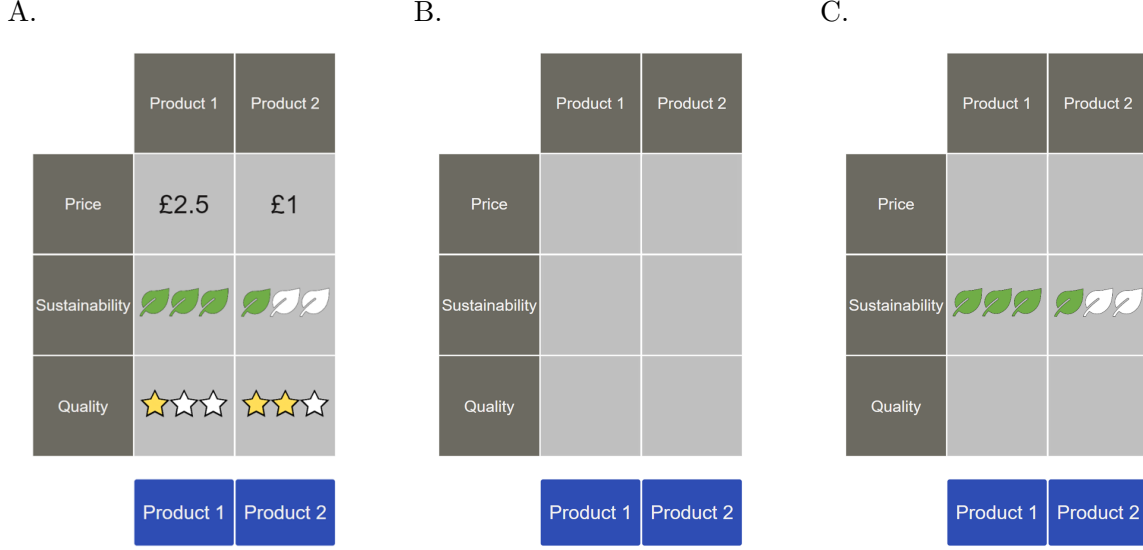 A.
B.
C.
Product 1 Product 2
Product 1 Product 2
Product 1 Product 2
Price £2.5 £1
Price
Price
Sustainability
Sustainability
Sustainability
Quality
Quality
Quality
Product 1 Product 2
Product 1 Product 2
Product 1 Product 2